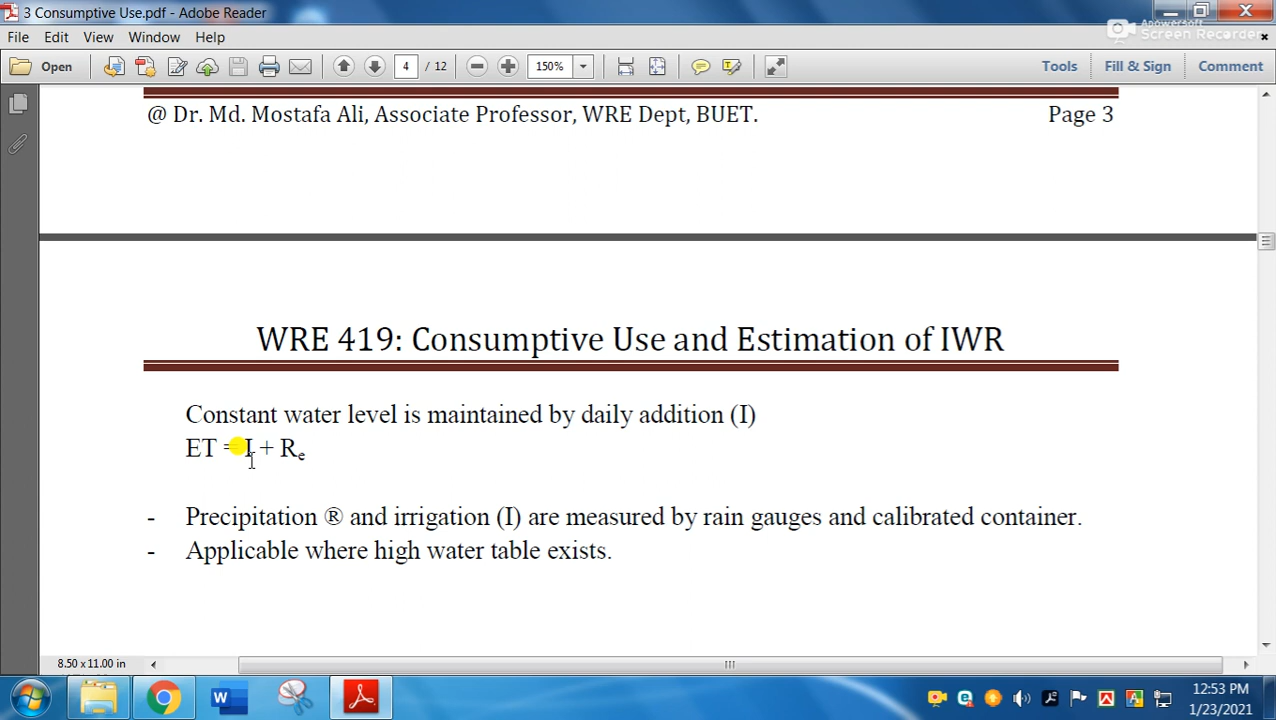 3 Consumptive Use.pdf - Adobe Reader
Apowersoft
Screen Recorder
File Edit View Window Help
Open 4 / 12 150% Tools Fill & Sign Comment
@ Dr. Md. Mostafa Ali, Associate Professor, WRE Dept, BUET. Page 3
WRE 419: Consumptive Use and Estimation of IWR
Constant water level is maintained by daily addition (I)
ET = I + Re
- Precipitation ® and irrigation (I) are measured by rain gauges and calibrated container.
- Applicable where high water table exists.
8.50 x 11.00 in
12:53 PM
1/23/2021